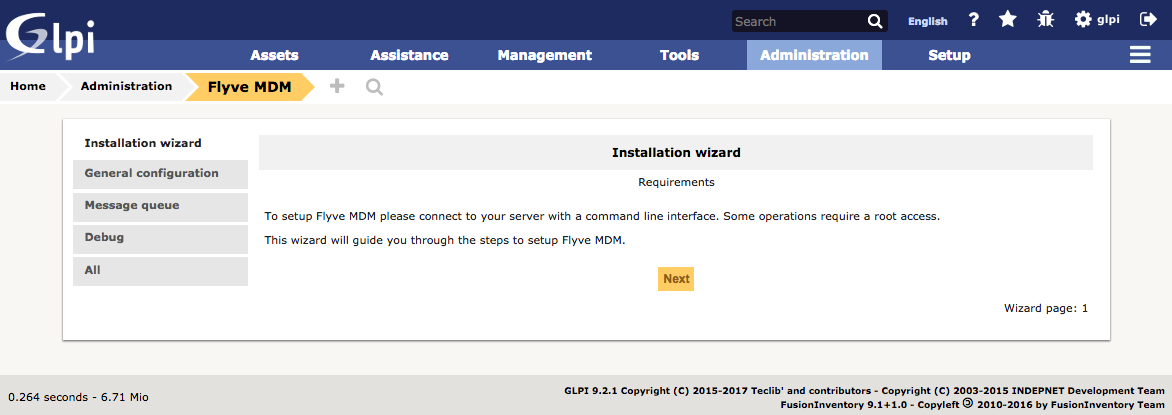 Glpi
Search
English
?
glpi
Assets Assistance Management Tools Administration Setup
Home Administration Flyve MDM
Installation wizard
General configuration
Message queue
Debug
All
Installation wizard
Requirements
To setup Flyve MDM please connect to your server with a command line interface. Some operations require a root access.
This wizard will guide you through the steps to setup Flyve MDM.
Next
Wizard page: 1
0.264 seconds - 6.71 Mio
GLPI 9.2.1 Copyright (C) 2015-2017 Teclib' and contributors - Copyright (C) 2003-2015 INDEPNET Development Team
FusionInventory 9.1+1.0 - Copyleft 🄯 2010-2016 by FusionInventory Team